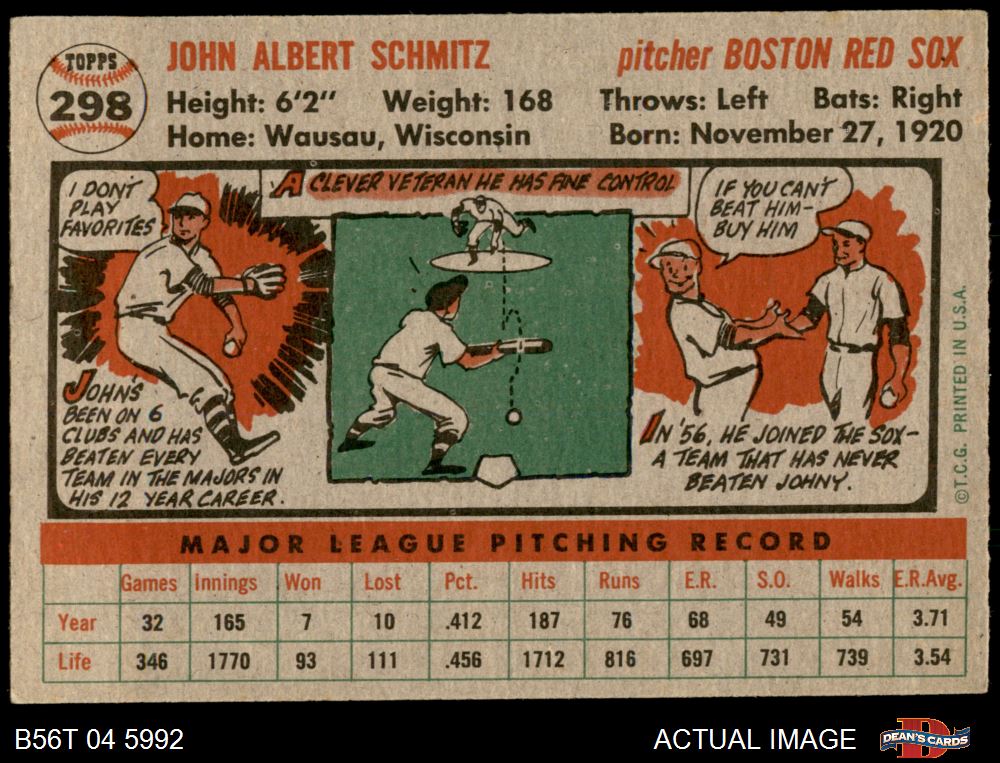 TOPPS
298
JOHN ALBERT SCHMITZ
pitcher BOSTON RED SOX
Height: 6'2" Weight: 168 Throws: Left Bats: Right
Home: Wausau, Wisconsin Born: November 27, 1920
I DON'T
PLAY
FAVORITES
JOHN'S
BEEN ON 6
CLUBS AND HAS
BEATEN EVERY
TEAM IN THE MAJORS IN
HIS 12 YEAR CAREER.
A CLEVER VETERAN HE HAS FINE CONTROL
IF YOU CAN'T
BEAT HIM-
BUY HIM
IN '56, HE JOINED THE SOX-
A TEAM THAT HAS NEVER
BEATEN JOHNY.
©T.C.G. PRINTED IN U.S.A.
MAJOR LEAGUE PITCHING RECORD
Games Innings Won Lost Pct. Hits Runs E.R. S.O. Walks E.R.Avg.
Year 32 165 7 10 .412 187 76 68 49 54 3.71
Life 346 1770 93 111 .456 1712 816 697 731 739 3.54
B56T 04 5992
ACTUAL IMAGE
DEAN'S CARDS